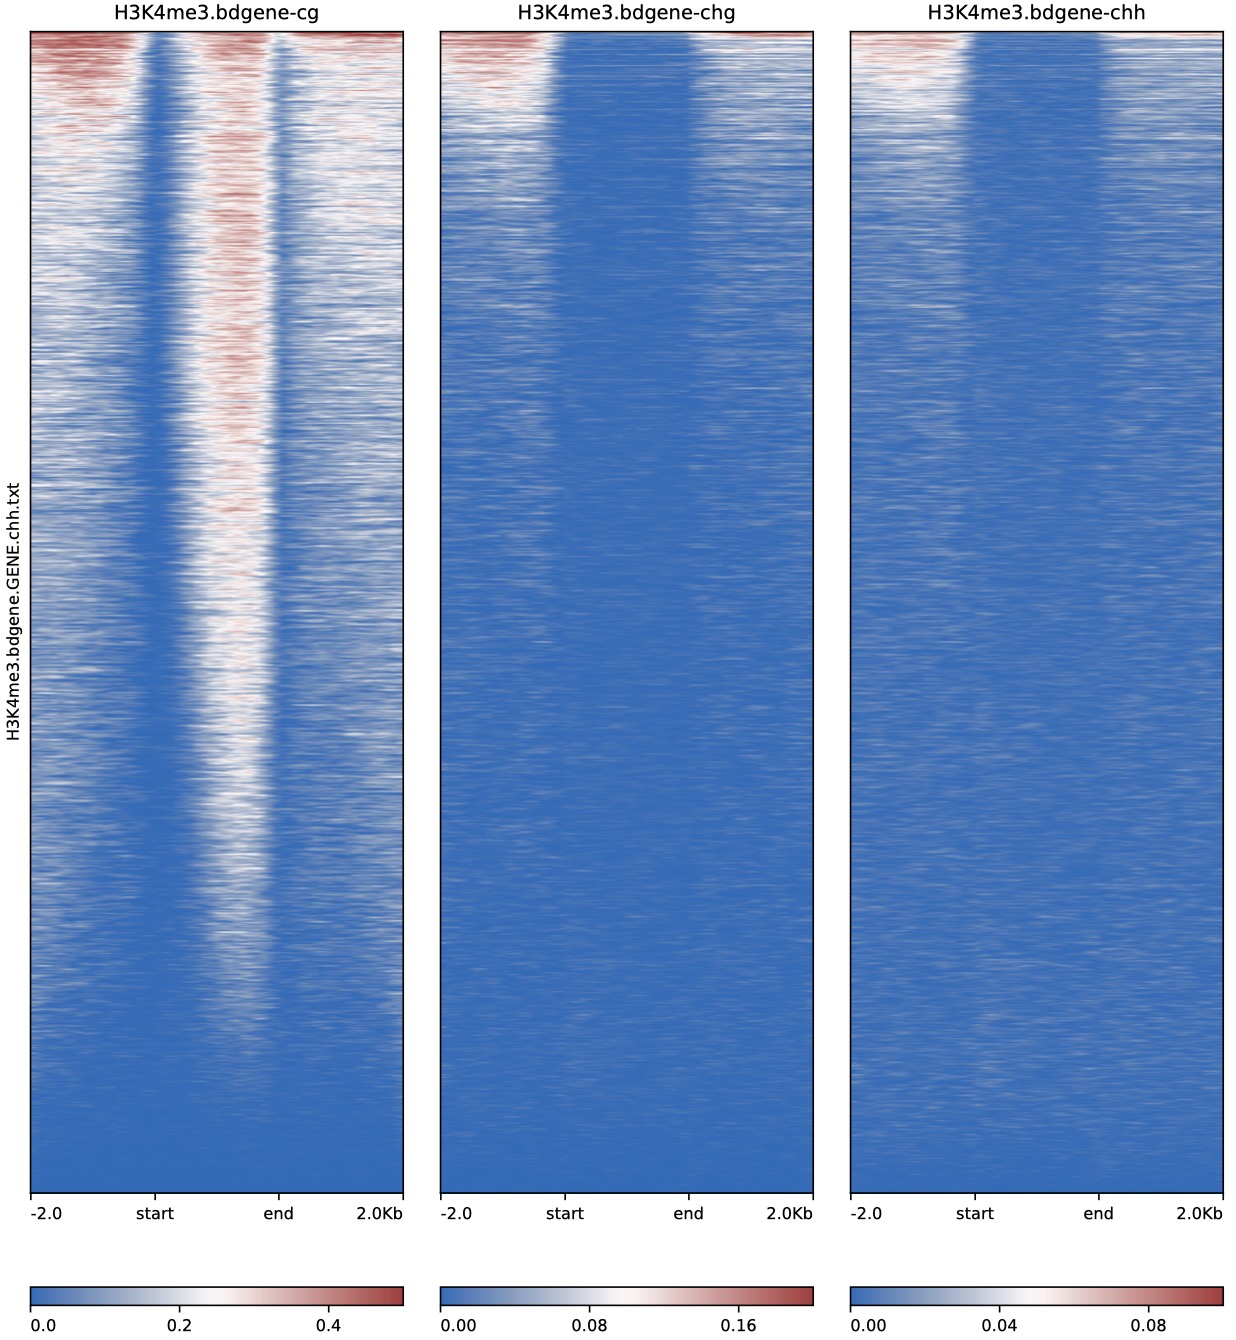 H3K4me3.bdgene-cg
H3K4me3.bdgene-chg
H3K4me3.bdgene-chh
H3K4me3.bdgene.GENE.chh.txt
-2.0 start end 2.0Kb
-2.0 start end 2.0Kb
-2.0 start end 2.0Kb
0.0 0.2 0.4
0.00 0.08 0.16
0.00 0.04 0.08